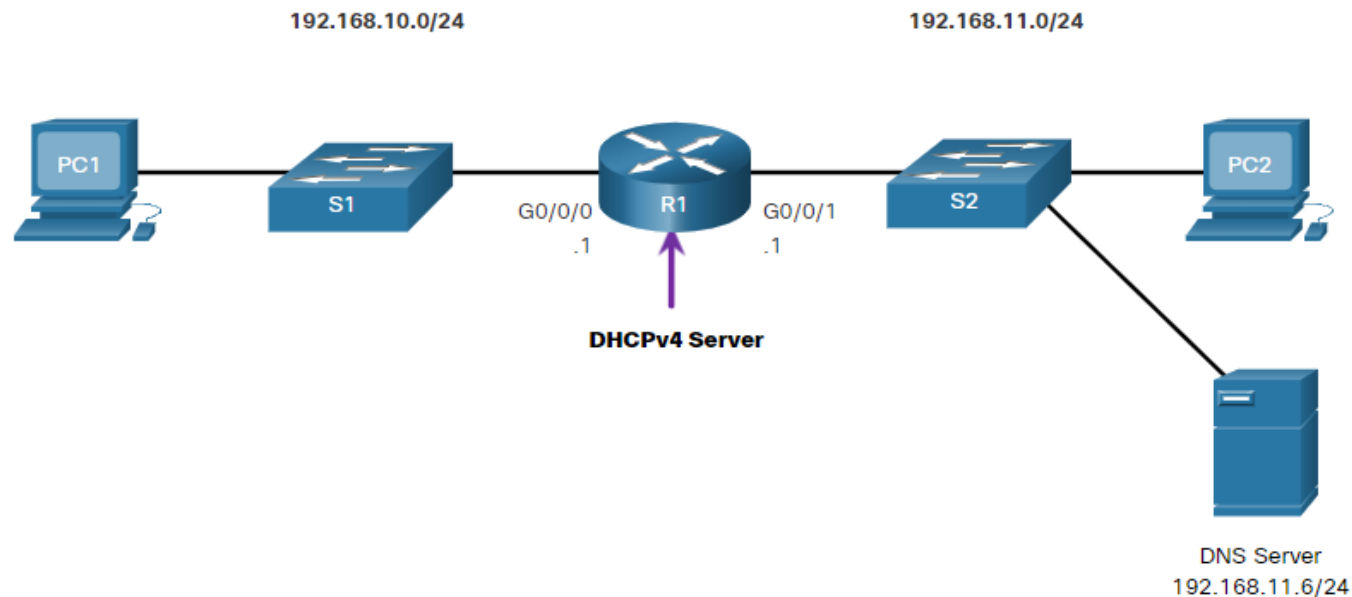 192.168.10.0/24
192.168.11.0/24
PC1
S1
G0/0/0
.1
R1
G0/0/1
.1
S2
PC2
DHCPv4 Server
DNS Server
192.168.11.6/24